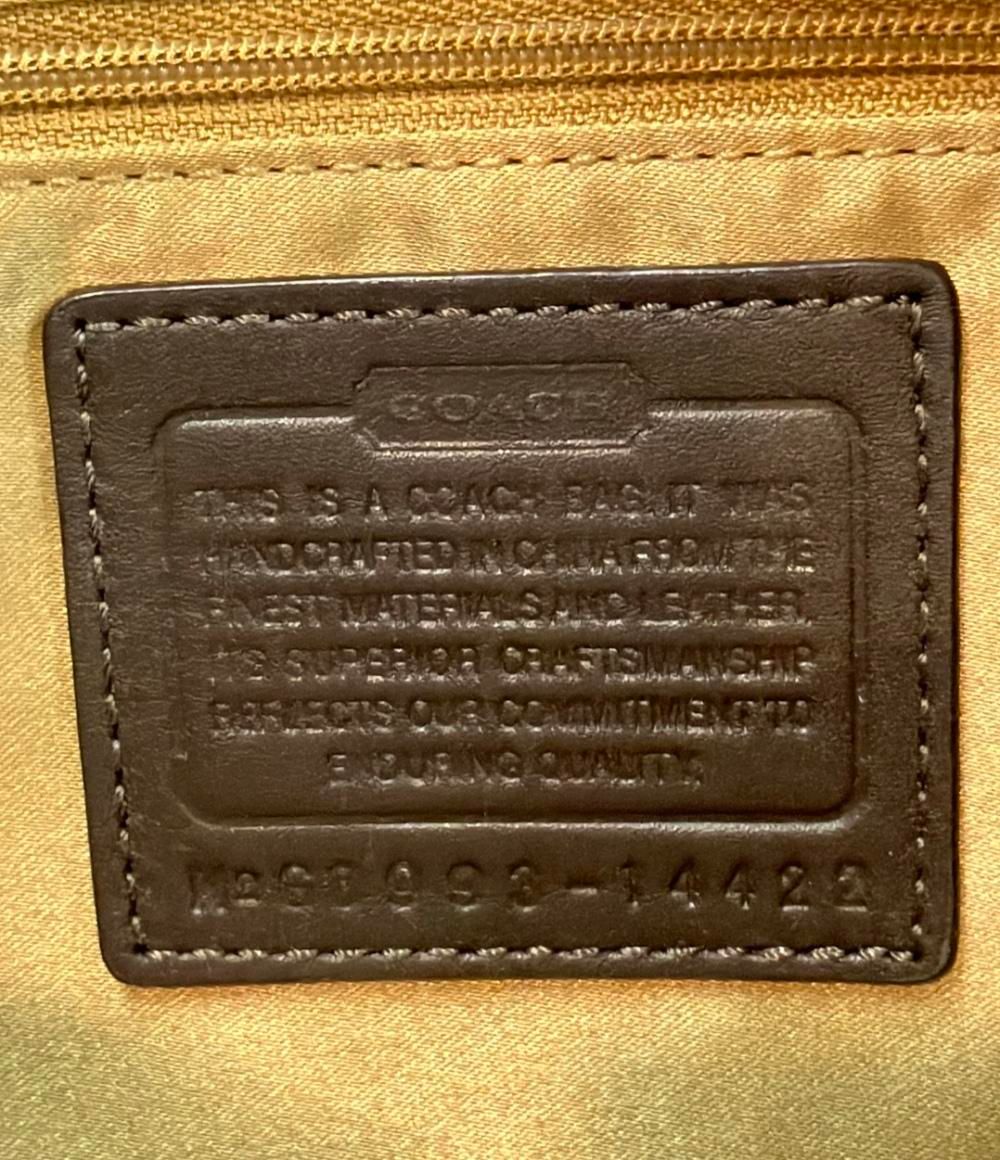 COACH
THIS IS A COACH BAG. IT WAS
HANDCRAFTED IN CHINA FROM THE
FINEST MATERIALS AND LEATHER.
ITS SUPERIOR CRAFTSMANSHIP
REFLECTS OUR COMMITMENT TO
ENDURING QUALITY.